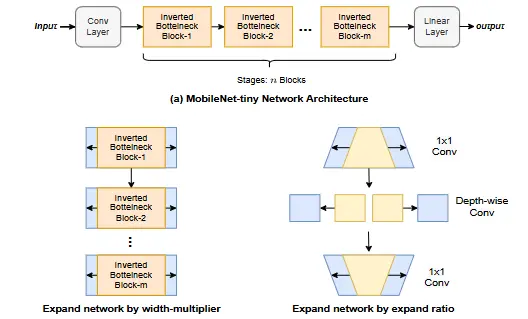 Input
Conv
Layer
Inverted
Bottelneck
Block-1
Inverted
Bottelneck
Block-2
...
Inverted
Bottelneck
Block-m
Linear
Layer
output
Stages: n Blocks
(a) MobileNet-tiny Network Architecture
Inverted
Bottelneck
Block-1
Inverted
Bottelneck
Block-2
...
Inverted
Bottelneck
Block-m
Expand network by width-multiplier
1x1
Conv
Depth-wise
Conv
1x1
Conv
Expand network by expand ratio